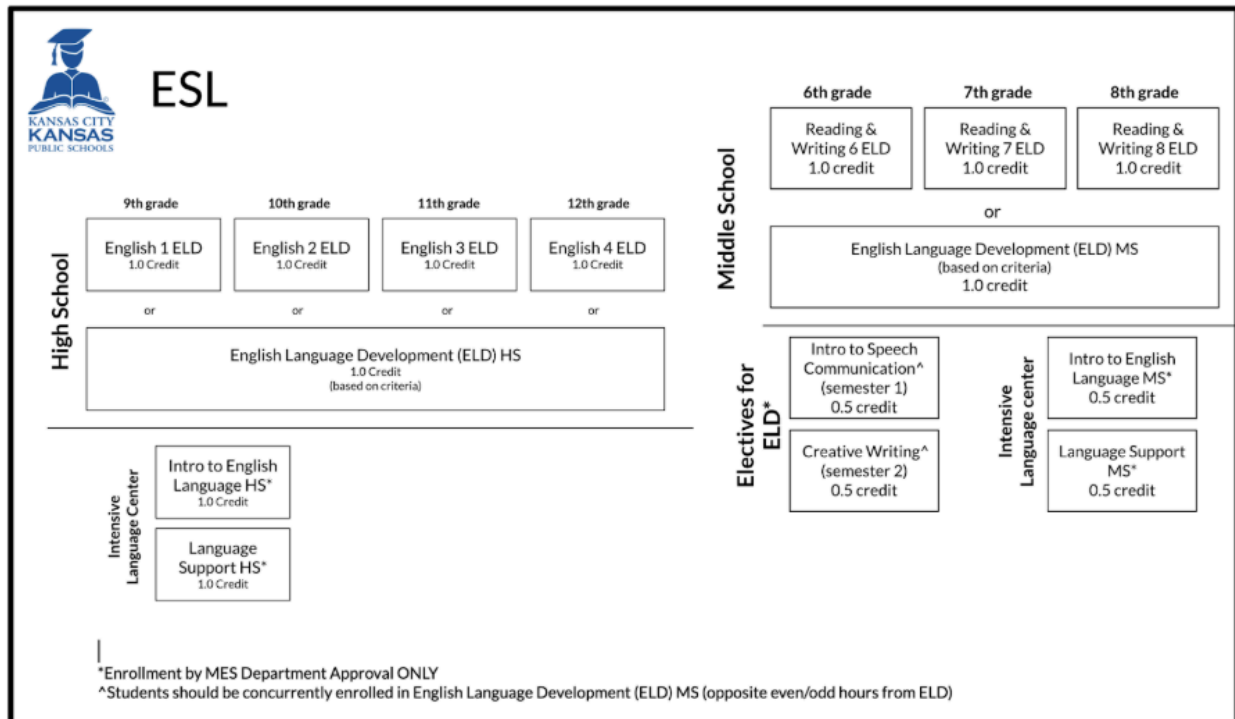 KANSAS CITY
KANSAS
PUBLIC SCHOOLS
ESL
High School
9th grade
10th grade
11th grade
12th grade
English 1 ELD
1.0 Credit
English 2 ELD
1.0 Credit
English 3 ELD
1.0 Credit
English 4 ELD
1.0 Credit
or
or
or
or
English Language Development (ELD) HS
1.0 Credit
(based on criteria)
Intensive
Language Center
Intro to English
Language HS*
1.0 Credit
Language
Support HS*
1.0 Credit
Middle School
6th grade
7th grade
8th grade
Reading &
Writing 6 ELD
1.0 credit
Reading &
Writing 7 ELD
1.0 credit
Reading &
Writing 8 ELD
1.0 credit
or
English Language Development (ELD) MS
(based on criteria)
1.0 credit
Electives for
ELD*
Intro to Speech
Communication^
(semester 1)
0.5 credit
Creative Writing^
(semester 2)
0.5 credit
Intensive
Language center
Intro to English
Language MS*
0.5 credit
Language Support
MS*
0.5 credit
*Enrollment by MES Department Approval ONLY
^Students should be concurrently enrolled in English Language Development (ELD) MS (opposite even/odd hours from ELD)